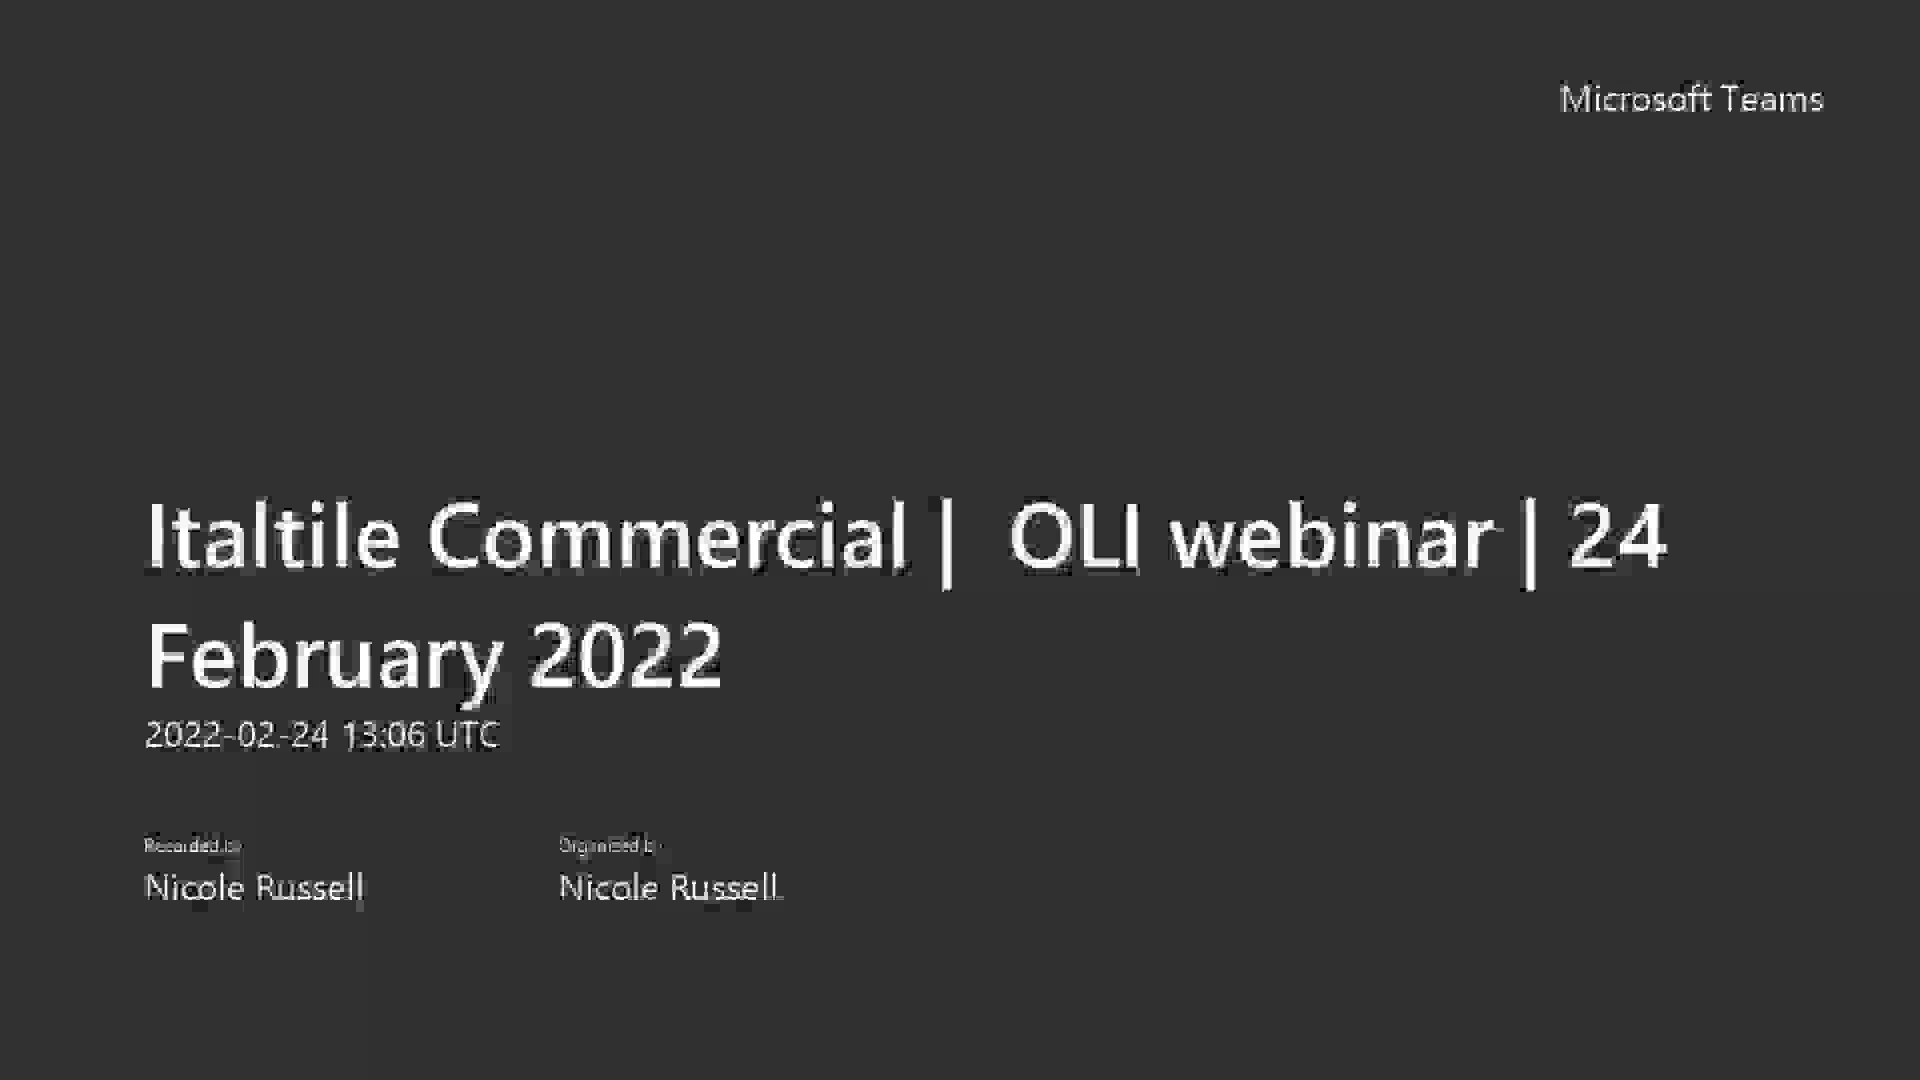 Microsoft Teams
Italtile Commercial |  OLI webinar | 24
February 2022
2022-02-24 13:06 UTC
Recorded by
Organized by
Nicole Russell
Nicole Russell